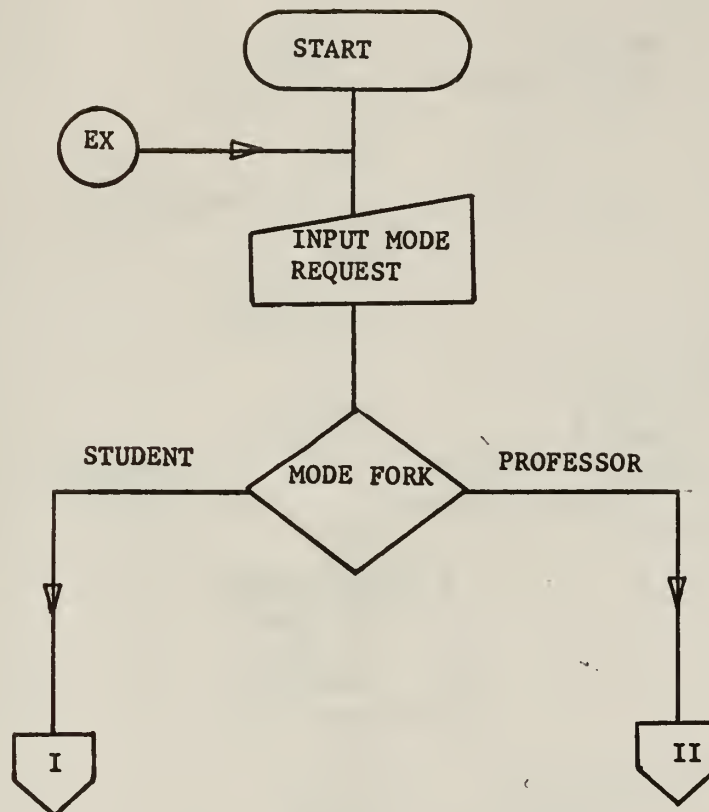 START
EX
INPUT MODE
REQUEST
STUDENT
MODE FORK
PROFESSOR
I
II